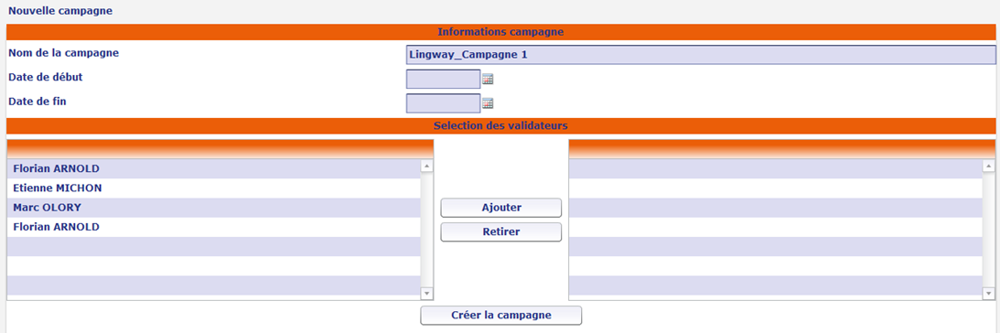 Nouvelle campagne
Informations campagne
Nom de la campagne
Lingway_Campagne 1
Date de début
Date de fin
Selection des validateurs
Florian ARNOLD
Etienne MICHON
Marc OLORY
Florian ARNOLD
Ajouter
Retirer
Créer la campagne